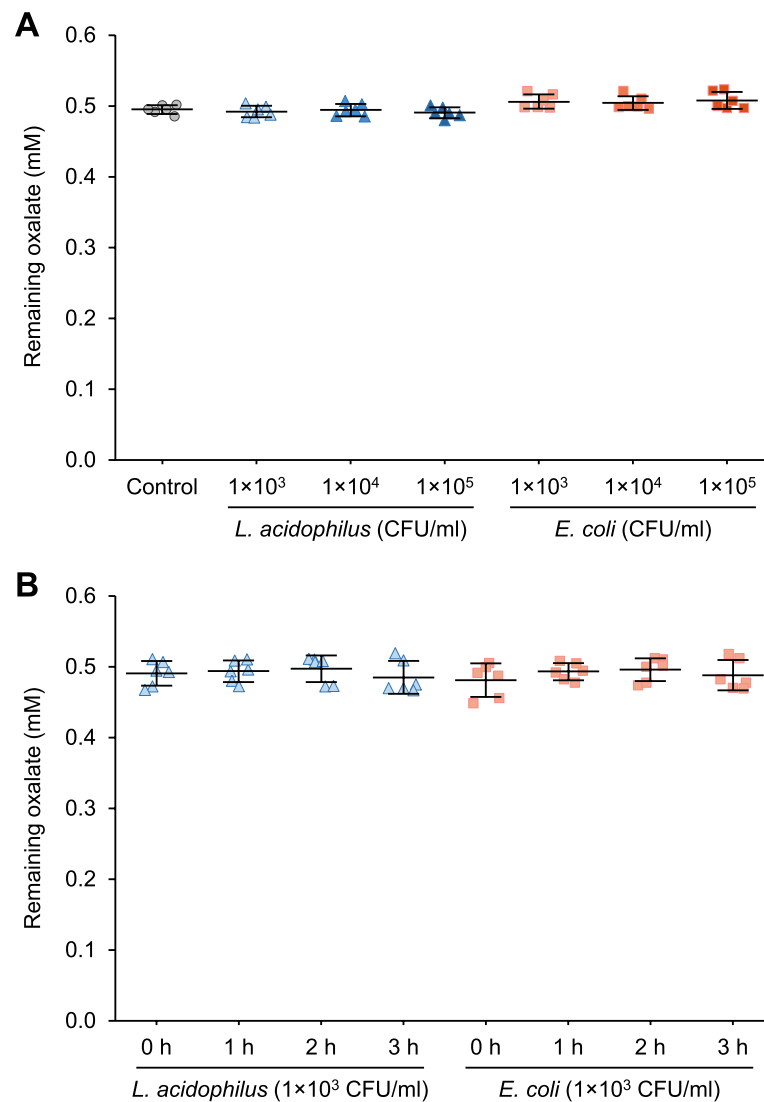 A
Remaining oxalate (mM)
0.6
0.5
0.4
0.3
0.2
0.1
0.0
Control 1×10³ 1×10⁴ 1×10⁵ 1×10³ 1×10⁴ 1×10⁵
L. acidophilus (CFU/ml) E. coli (CFU/ml)
B
Remaining oxalate (mM)
0.6
0.5
0.4
0.3
0.2
0.1
0.0
0 h 1 h 2 h 3 h 0 h 1 h 2 h 3 h
L. acidophilus (1×10³ CFU/ml) E. coli (1×10³ CFU/ml)